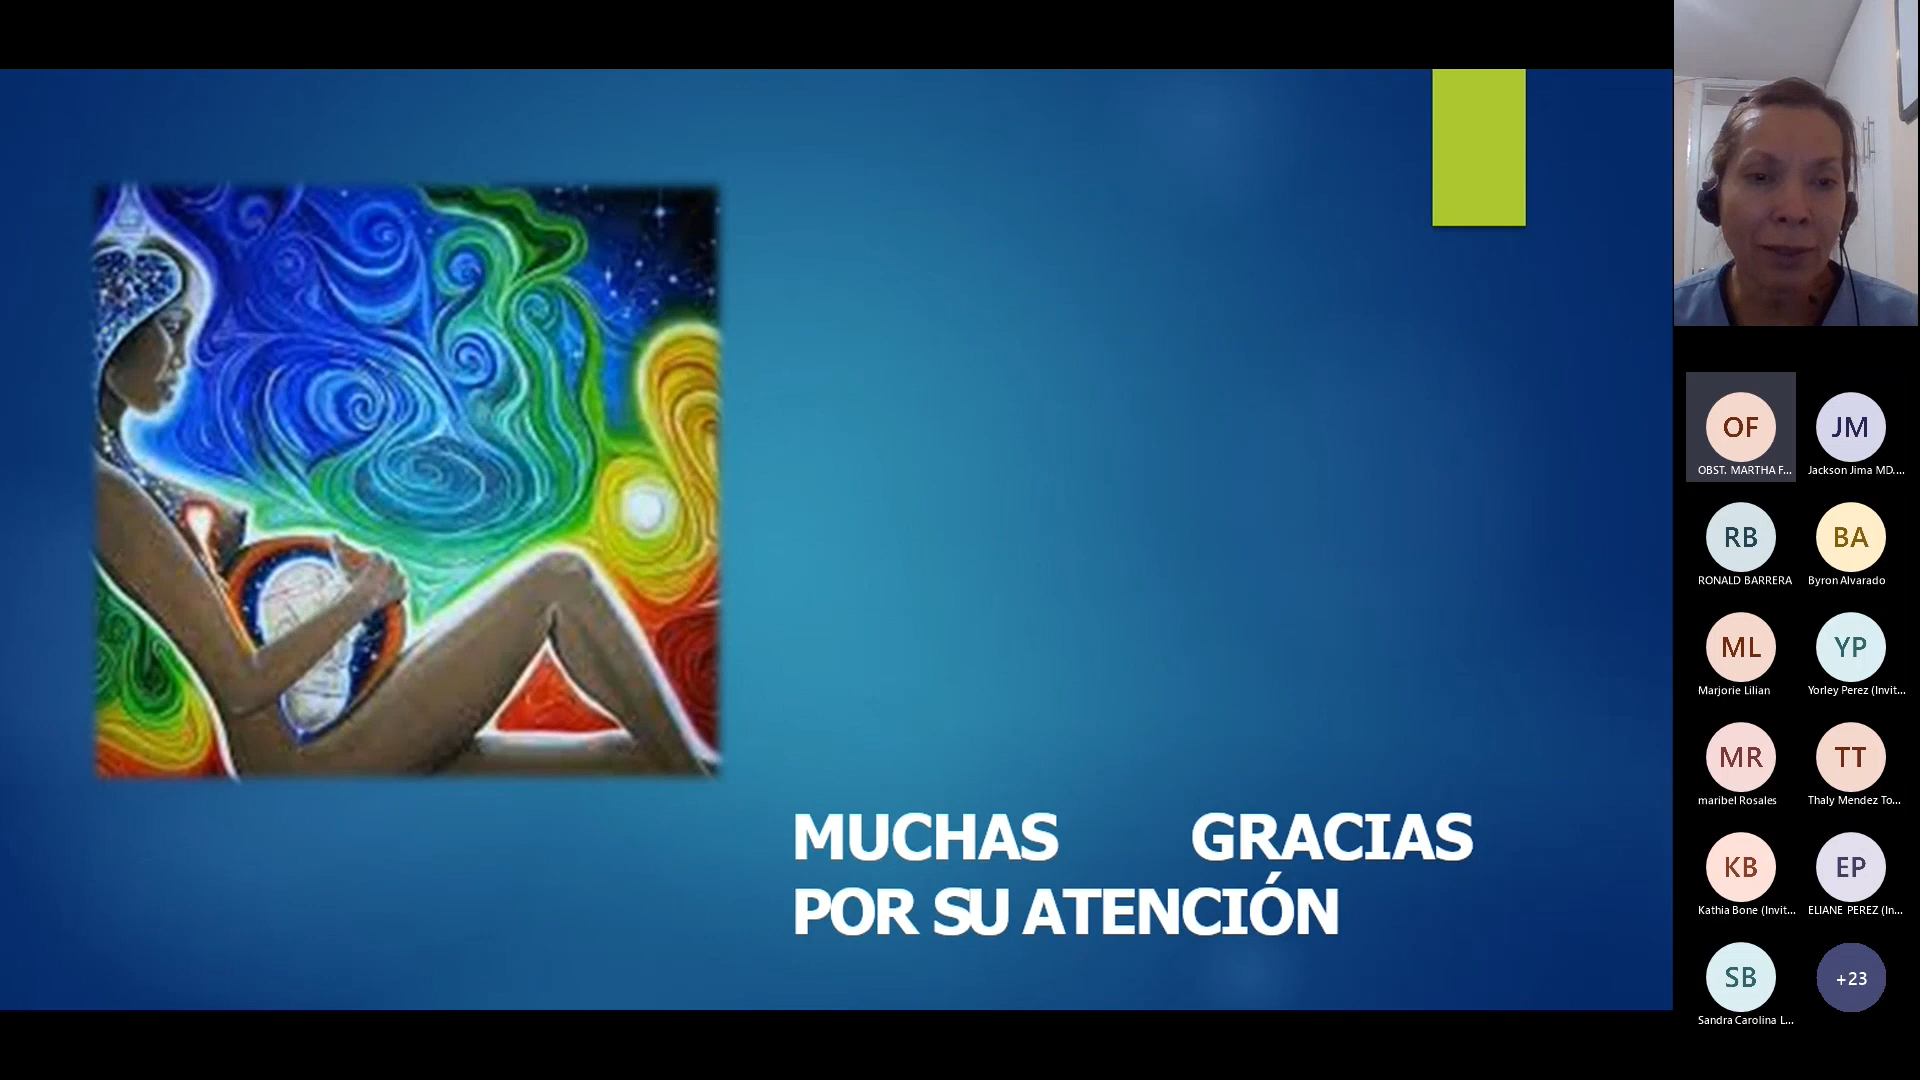 MUCHAS GRACIAS
POR SU ATENCIÓN
OF
OBST. MARTHA F...
JM
Jackson Jima MD....
RB
RONALD BARRERA
BA
Byron Alvarado
ML
Marjorie Lilian
YP
Yorley Perez (Invit...
MR
maribel Rosales
TT
Thaly Mendez To...
KB
Kathia Bone (Invit...
EP
ELIANE PEREZ (In...
SB
Sandra Carolina L...
+23